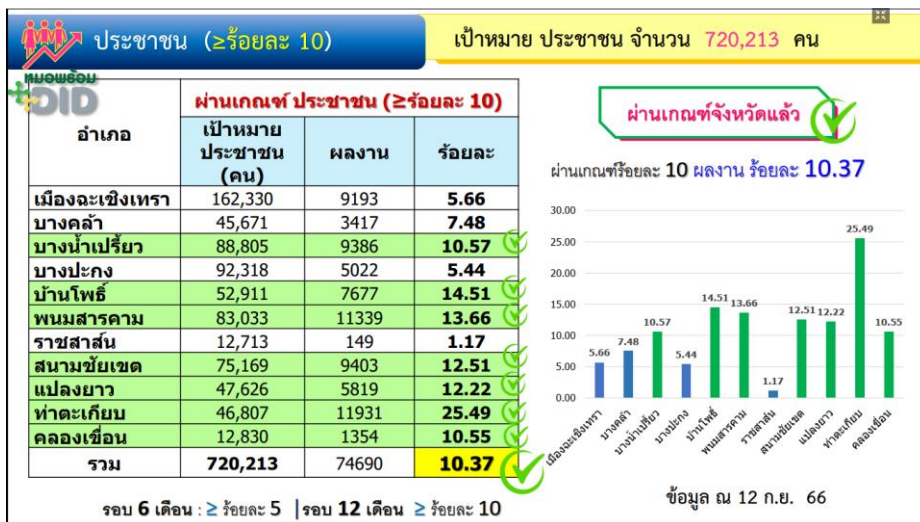 ประชาชน (≥ร้อยละ 10)
เป้าหมาย ประชาชน จำนวน 720,213 คน
หมอพร้อม
DID
อำเภอ
ผ่านเกณฑ์ ประชาชน (≥ร้อยละ 10)
เป้าหมาย ประชาชน (คน) ผลงาน ร้อยละ
เมืองฉะเชิงเทรา 162,330 9193 5.66
บางคล้า 45,671 3417 7.48
บางน้ำเปรี้ยว 88,805 9386 10.57
บางปะกง 92,318 5022 5.44
บ้านโพธิ์ 52,911 7677 14.51
พนมสารคาม 83,033 11339 13.66
ราชสาส์น 12,713 149 1.17
สนามชัยเขต 75,169 9403 12.51
แปลงยาว 47,626 5819 12.22
ท่าตะเกียบ 46,807 11931 25.49
คลองเขื่อน 12,830 1354 10.55
รวม 720,213 74690 10.37
รอบ 6 เดือน : ≥ ร้อยละ 5 | รอบ 12 เดือน ≥ ร้อยละ 10
ผ่านเกณฑ์จังหวัดแล้ว
ผ่านเกณฑ์ร้อยละ 10 ผลงาน ร้อยละ 10.37
30.00
25.00
20.00
15.00
10.00
5.00
0.00
5.66 7.48 10.57 5.44 14.51 13.66 1.17 12.51 12.22 25.49 10.55
เมืองฉะเชิงเทรา บางคล้า บางน้ำเปรี้ยว บางปะกง บ้านโพธิ์ พนมสารคาม ราชสาส์น สนามชัยเขต แปลงยาว ท่าตะเกียบ คลองเขื่อน
ข้อมูล ณ 12 ก.ย. 66